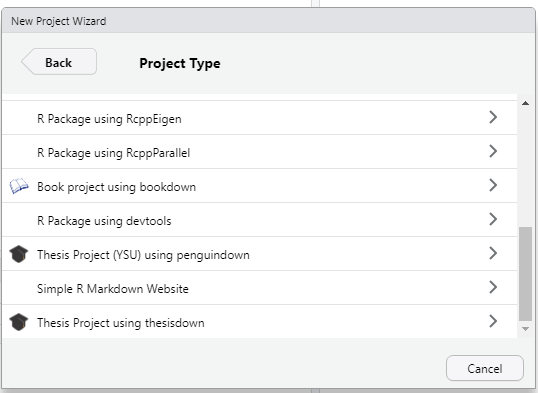 New Project Wizard
Back
Project Type
R Package using RcppEigen
R Package using RcppParallel
Book project using bookdown
R Package using devtools
Thesis Project (YSU) using penguindown
Simple R Markdown Website
Thesis Project using thesisdown
Cancel